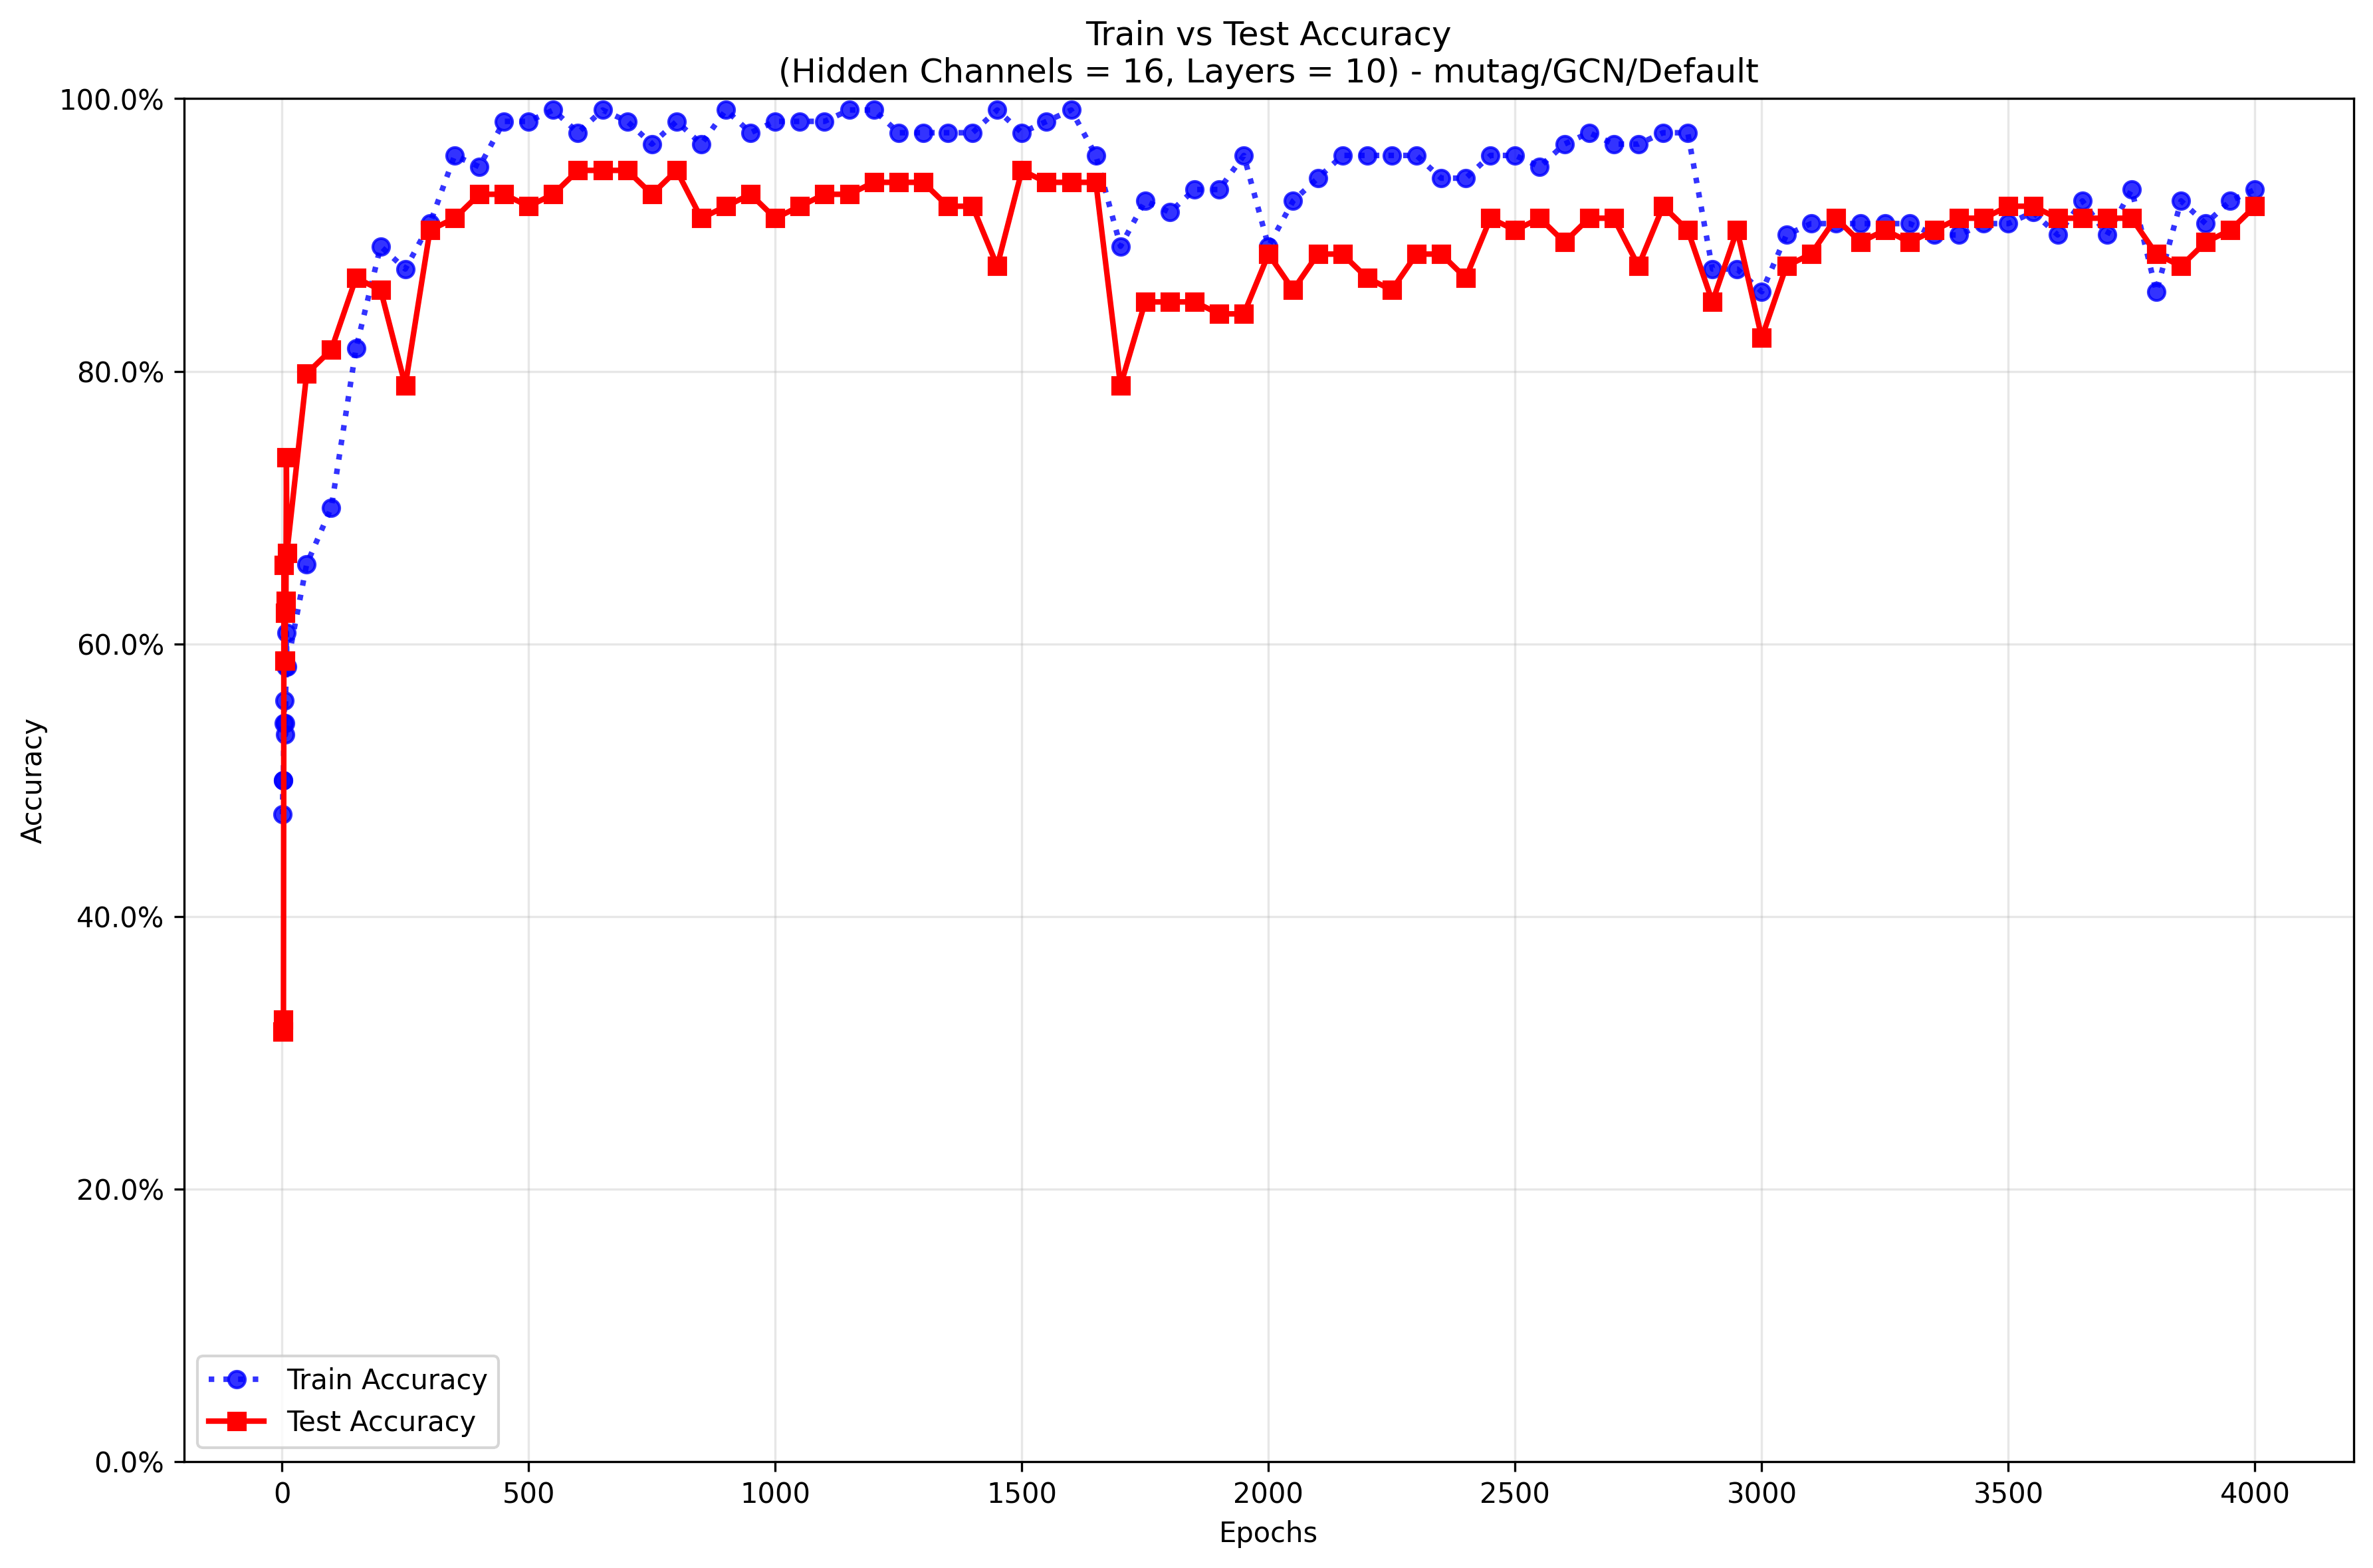 Train vs Test Accuracy
(Hidden Channels = 16, Layers = 10) - mutag/GCN/Default
100.0%
80.0%
60.0%
40.0%
20.0%
0.0%
Accuracy
Train Accuracy
Test Accuracy
0 500 1000 1500 2000 2500 3000 3500 4000
Epochs